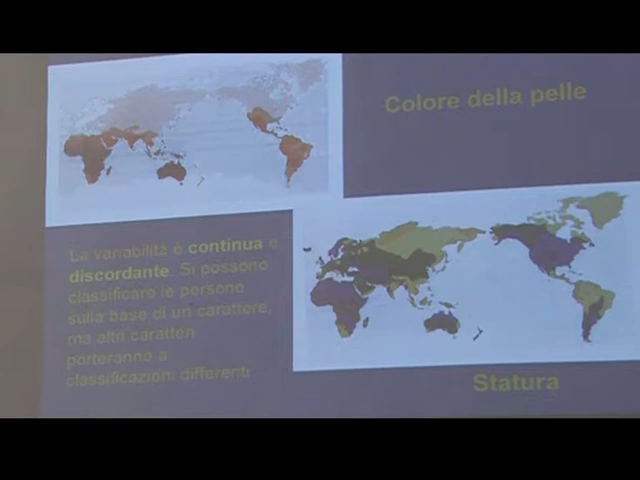 Colore della pelle
La variabilità è continua e
discordante. Si possono
classificare le persone
sulla base di un carattere,
ma altri caratteri
porteranno a
classificazioni differenti
Statura